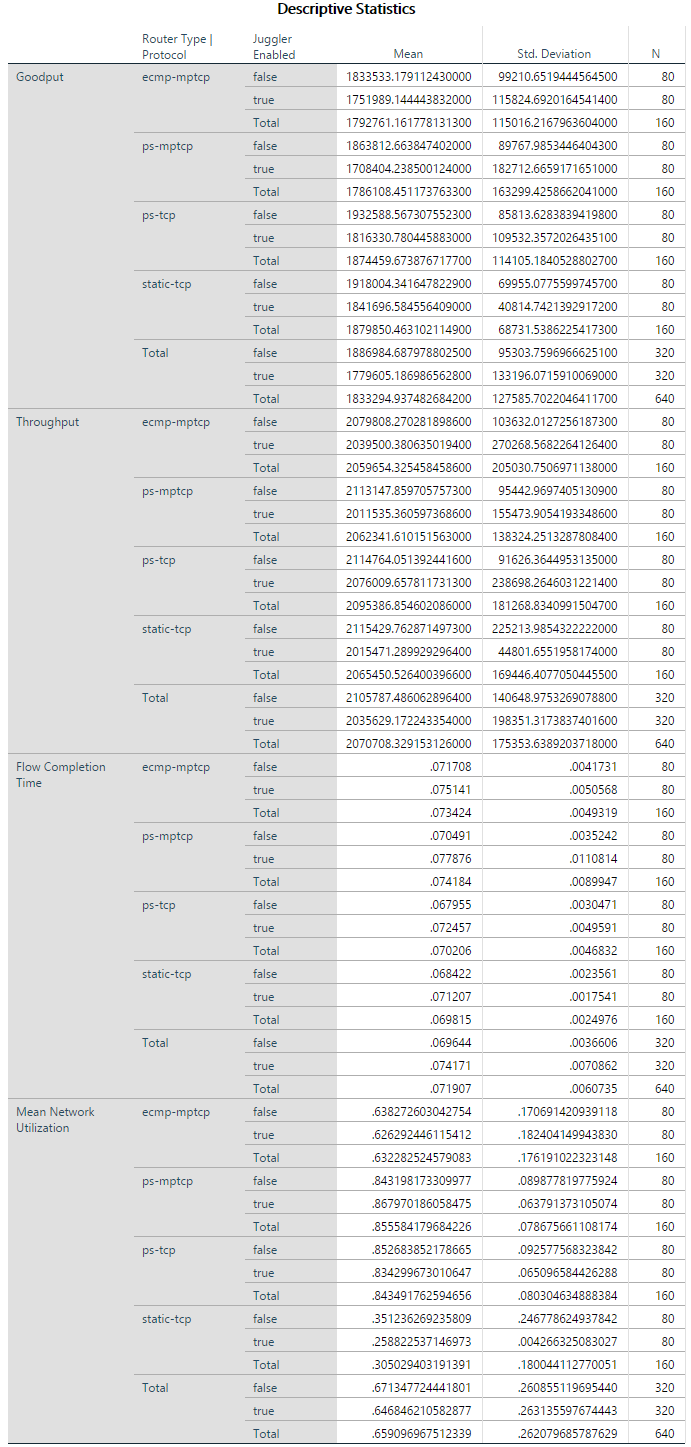 Descriptive Statistics
Router Type | Protocol Juggler Enabled Mean Std. Deviation N
Goodput ecmp-mptcp false 1833533.179112430000 99210.6519444564500 80
true 1751989.144443832000 115824.6920164541400 80
Total 1792761.161778131300 115016.2167963604000 160
ps-mptcp false 1863812.663847402000 89767.9853446404300 80
true 1708404.238500124000 182712.6659171651000 80
Total 1786108.451173763300 163299.4258662041000 160
ps-tcp false 1932588.567307552300 85813.6283839419800 80
true 1816330.780445883000 109532.3572026435100 80
Total 1874459.673876717700 114105.1840528802700 160
static-tcp false 1918004.341647822900 69955.0775599745700 80
true 1841696.584556409000 40814.7421392917200 80
Total 1879850.463102114900 68731.5386225417300 160
Total false 1886984.687978802500 95303.7596966625100 320
true 1779605.186986562800 133196.0715910069000 320
Total 1833294.937482684200 127585.7022046411700 640
Throughput ecmp-mptcp false 2079808.270281898600 103632.0127256187300 80
true 2039500.380635019400 270268.5682264126400 80
Total 2059654.325458458600 205030.7506971138000 160
ps-mptcp false 2113147.859705757300 95442.9697405130900 80
true 2011535.360597368600 155473.9054193348600 80
Total 2062341.610151563000 138324.2513287808400 160
ps-tcp false 2114764.051392441600 91626.3644953135000 80
true 2076009.657811731300 238698.2646031221400 80
Total 2095386.854602086000 181268.8340991504700 160
static-tcp false 2115429.762871497300 225213.9854322222000 80
true 2015471.289929296400 44801.6551958174000 80
Total 2065450.526400396600 169446.4077050445500 160
Total false 2105787.486062896400 140648.9753269078800 320
true 2035629.172243354000 198351.3173837401600 320
Total 2070708.329153126000 175353.6389203718000 640
Flow Completion Time ecmp-mptcp false .071708 .0041731 80
true .075141 .0050568 80
Total .073424 .0049319 160
ps-mptcp false .070491 .0035242 80
true .077876 .0110814 80
Total .074184 .0089947 160
ps-tcp false .067955 .0030471 80
true .072457 .0049591 80
Total .070206 .0046832 160
static-tcp false .068422 .0023561 80
true .071207 .0017541 80
Total .069815 .0024976 160
Total false .069644 .0036606 320
true .074171 .0070862 320
Total .071907 .0060735 640
Mean Network Utilization ecmp-mptcp false .638272603042754 .170691420939118 80
true .626292446115412 .182404149943830 80
Total .632282524579083 .176191022323148 160
ps-mptcp false .843198173309977 .089877819775924 80
true .867970186058475 .063791373105074 80
Total .855584179684226 .078675661108174 160
ps-tcp false .852683852178665 .092577568323842 80
true .834299673010647 .065096584426288 80
Total .843491762594656 .080304634888384 160
static-tcp false .351236269235809 .246778624937842 80
true .258822537146973 .004266325083027 80
Total .305029403191391 .180044112770051 160
Total false .671347724441801 .260855119695440 320
true .646846210582877 .263135597674443 320
Total .659096967512339 .262079685787629 640